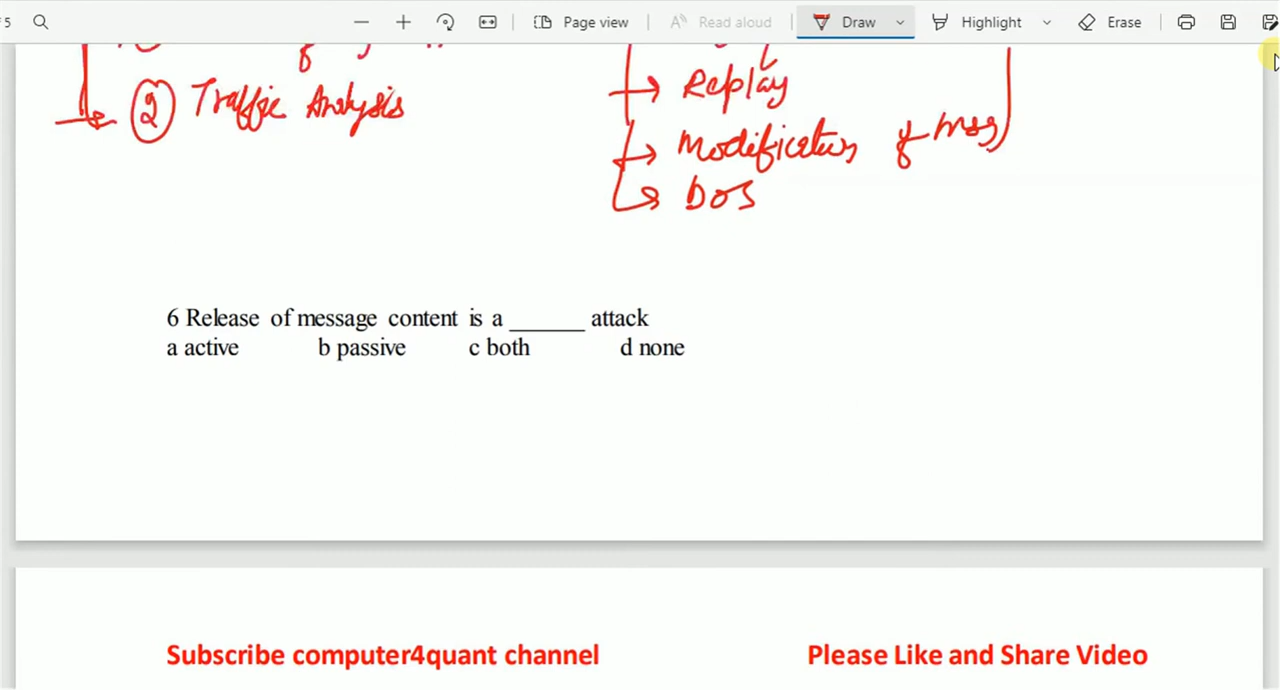 5
Page view
Read aloud
Draw
Highlight
Erase
2 Traffic Analysis
Replay
Modification of msg
DOS
6 Release of message content is a ______ attack
a active b passive c both d none
Subscribe computer4quant channel
Please Like and Share Video